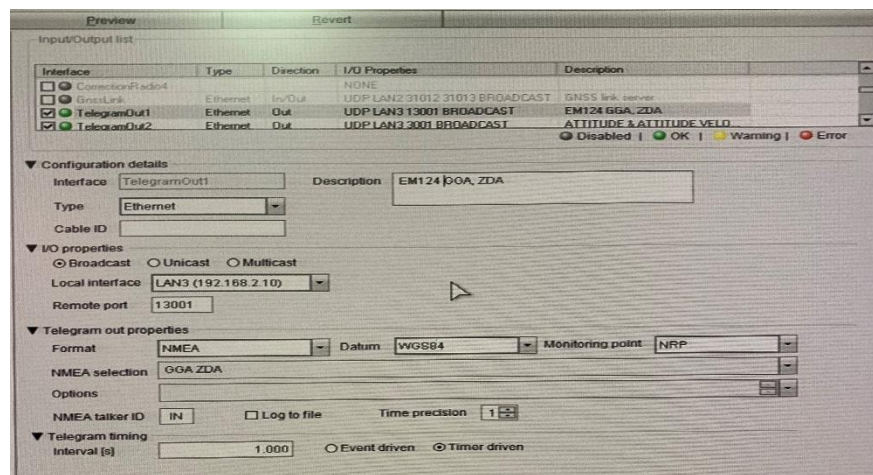 Preview Revert
Input/Output list
Interface Type Direction I/O Properties Description
CorrectionRadio4 NONE
GnssLink Ethernet In/Out UDP LAN2 31012 31013 BROADCAST GNSS link server
TelegramOut1 Ethernet Out UDP LAN3 13001 BROADCAST EM124 GGA, ZDA
TelegramOut2 Ethernet Out UDP LAN3 3001 BROADCAST ATTITUDE & ATTITUDE VELO...
Disabled | OK | Warning | Error
Configuration details
Interface TelegramOut1 Description EM124 GGA, ZDA
Type Ethernet
Cable ID
I/O properties
Broadcast Unicast Multicast
Local interface LAN3 (192.168.2.10)
Remote port 13001
Telegram out properties
Format NMEA Datum WGS84 Monitoring point NRP
NMEA selection GGA ZDA
Options
NMEA talker ID IN Log to file Time precision 1
Telegram timing
Interval [s] 1.000 Event driven Timer driven